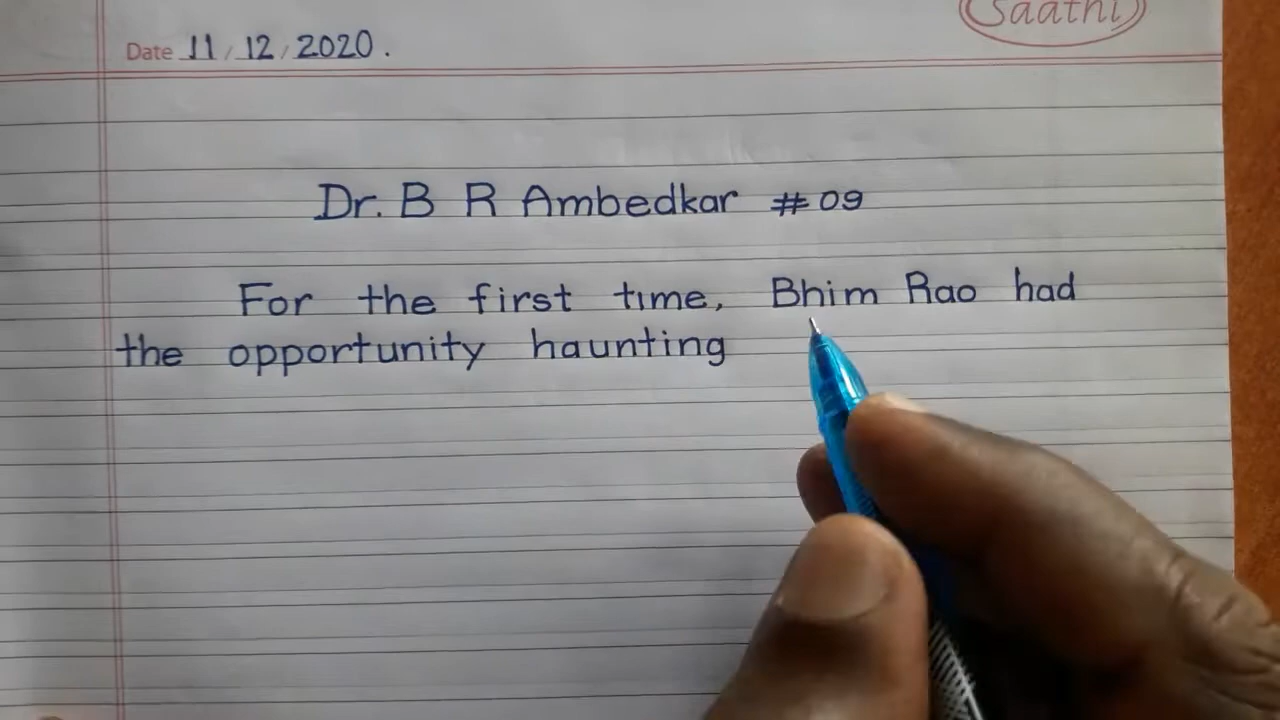 Saathi
Date 11/12/2020.
Dr. B R Ambedkar #09
For the first time, Bhim Rao had
the opportunity haunting